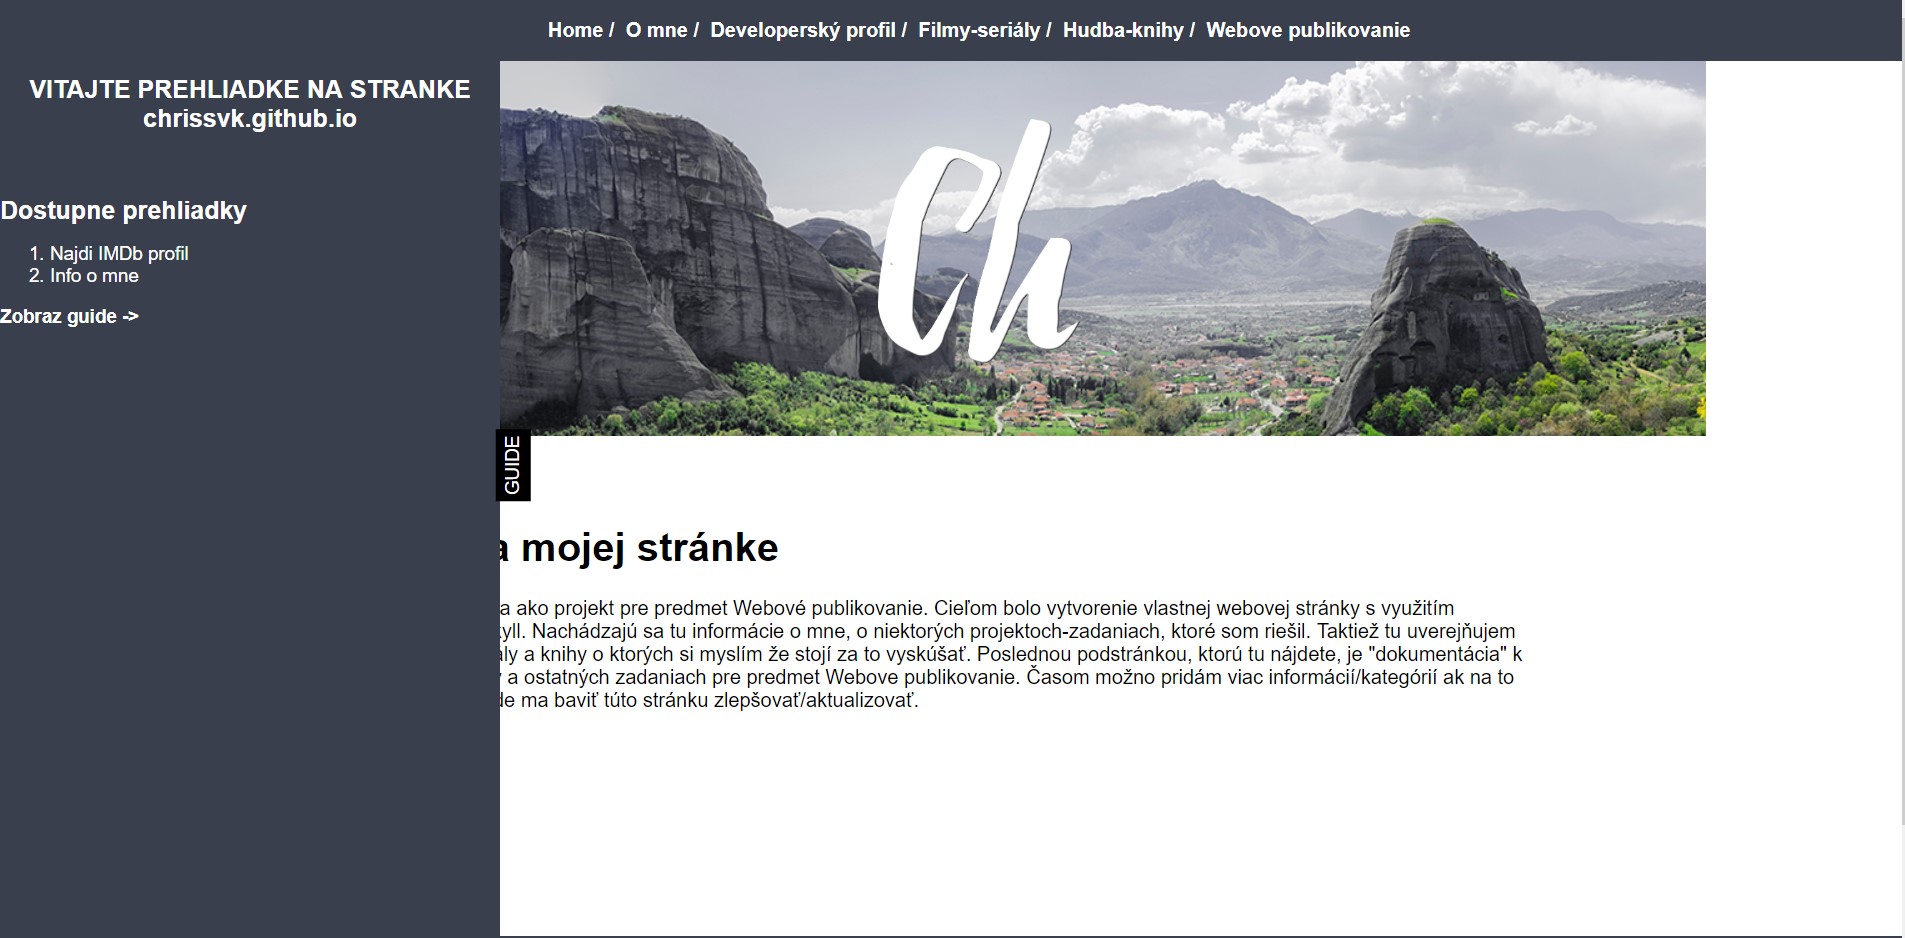 Home / O mne / Developerský profil / Filmy-seriály / Hudba-knihy / Webove publikovanie
VITAJTE PREHLIADKE NA STRANKE
chrissvk.github.io
Dostupne prehliadky
1. Najdi IMDb profil
2. Info o mne
Zobraz guide ->
Ch
GUIDE
mojej stránke
ako projekt pre predmet Webové publikovanie. Cieľom bolo vytvorenie vlastnej webovej stránky s využitím
Nachádzajú sa tu informácie o mne, o niektorých projektoch-zadaniach, ktoré som riešil. Taktiež tu uverejňujem
a knihy o ktorých si myslím že stojí za to vyskúšať. Poslednou podstránkou, ktorú tu nájdete, je "dokumentácia" k
a ostatných zadaniach pre predmet Webove publikovanie. Časom možno pridám viac informácií/kategórií ak na to
ma baviť túto stránku zlepšovať/aktualizovať.